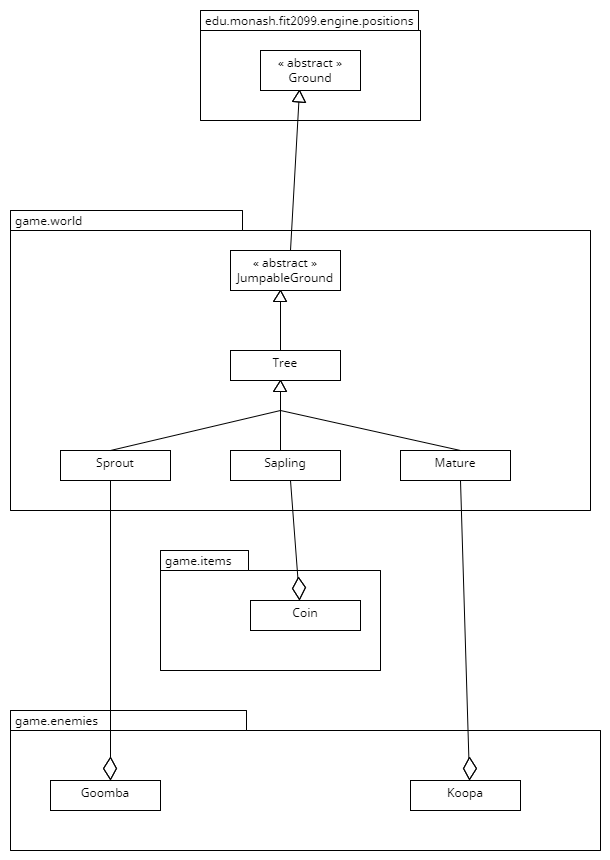 edu.monash.fit2099.engine.positions
« abstract »
Ground
game.world
« abstract »
JumpableGround
Tree
Sprout
Sapling
Mature
game.items
Coin
game.enemies
Goomba
Koopa